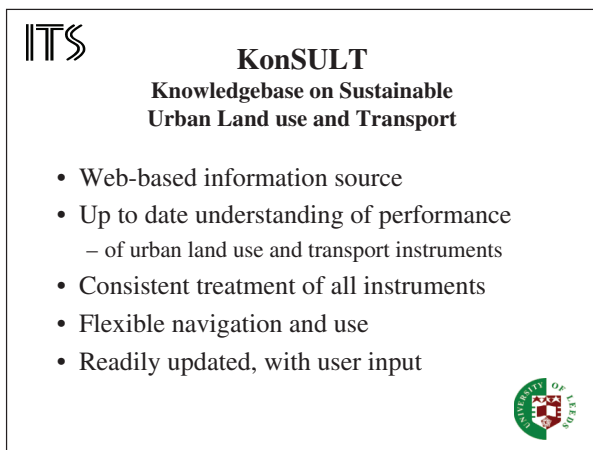 ITS
KonSULT
Knowledgebase on Sustainable
Urban Land use and Transport
• Web-based information source
• Up to date understanding of performance
– of urban land use and transport instruments
• Consistent treatment of all instruments
• Flexible navigation and use
• Readily updated, with user input
UNIVERSITY OF LEEDS